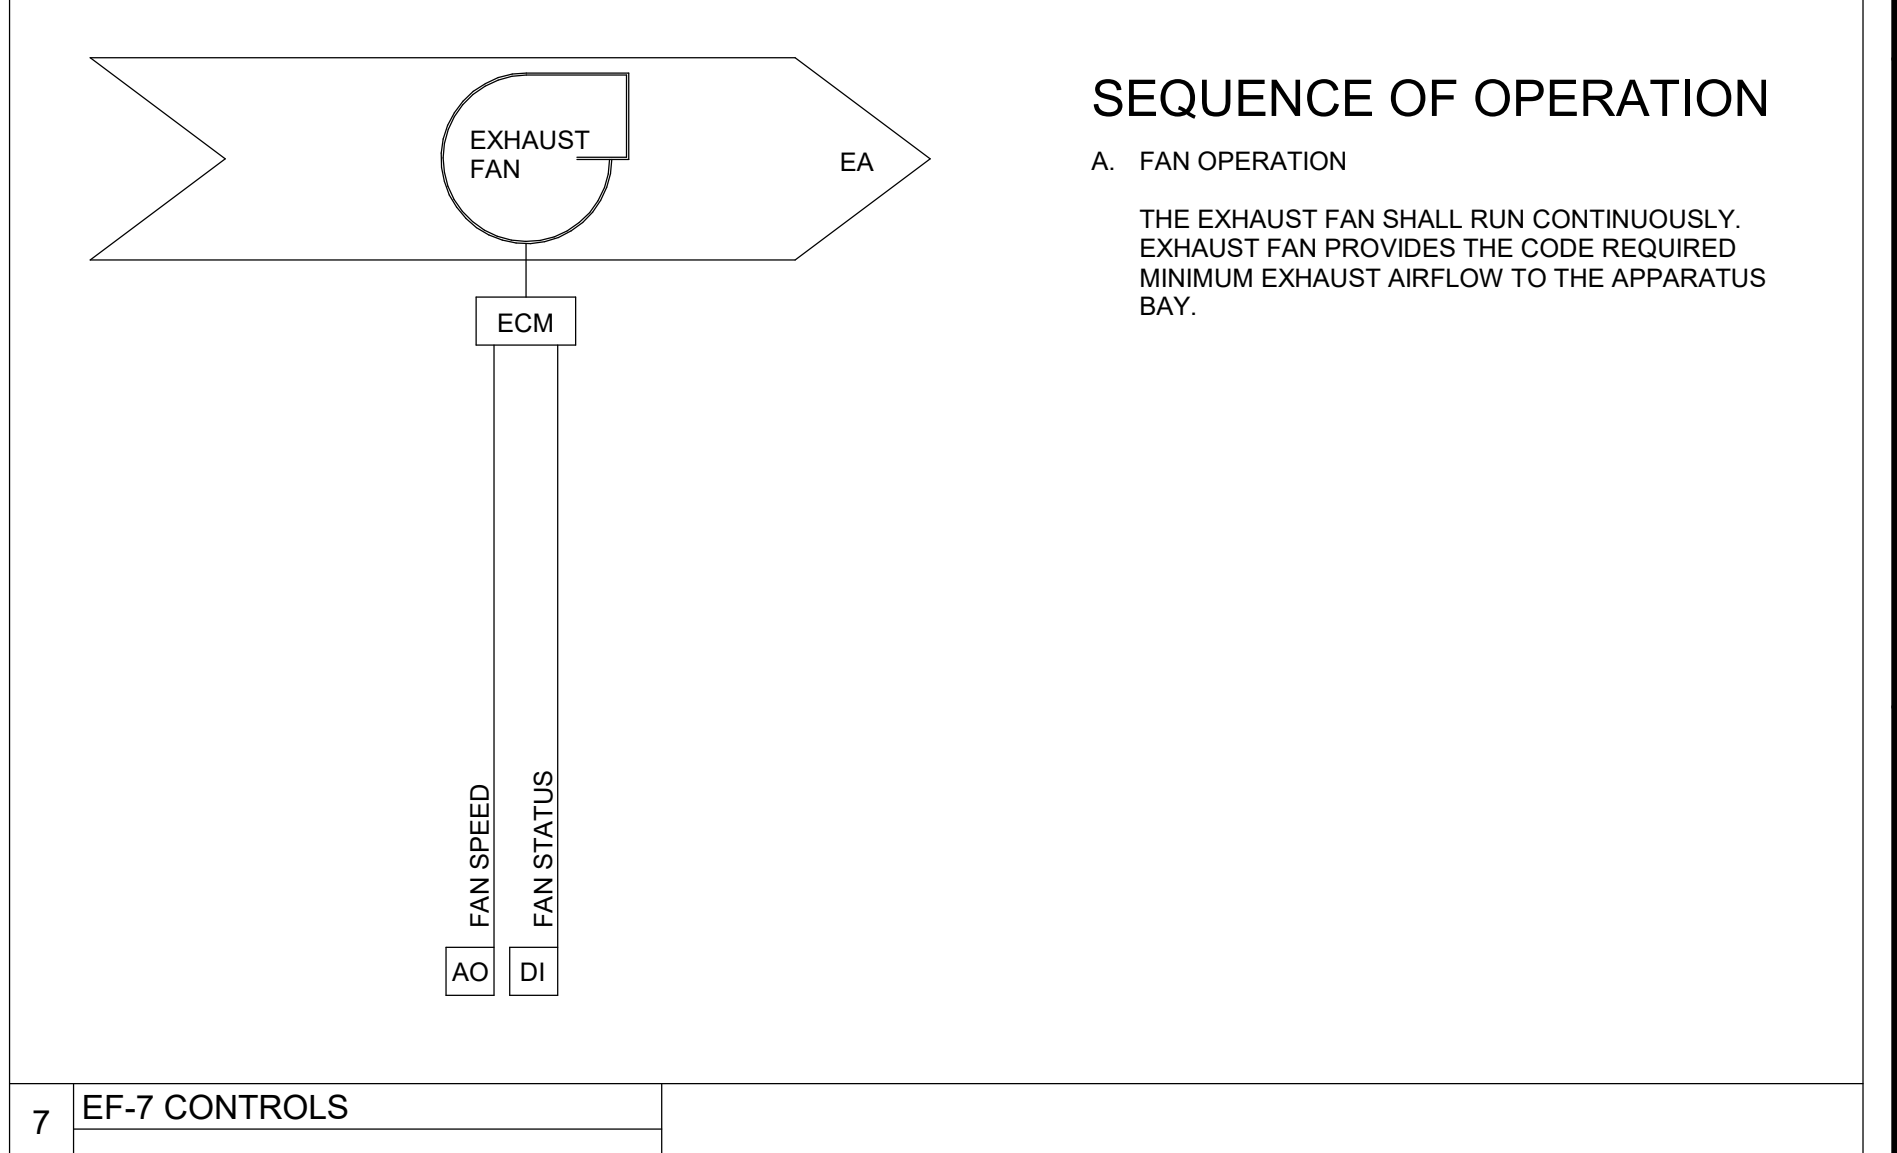 EXHAUST
FAN
EA
ECM
FAN SPEED
FAN STATUS
AO
DI
SEQUENCE OF OPERATION
A. FAN OPERATION
THE EXHAUST FAN SHALL RUN CONTINUOUSLY.
EXHAUST FAN PROVIDES THE CODE REQUIRED
MINIMUM EXHAUST AIRFLOW TO THE APPARATUS
BAY.
7
EF-7 CONTROLS